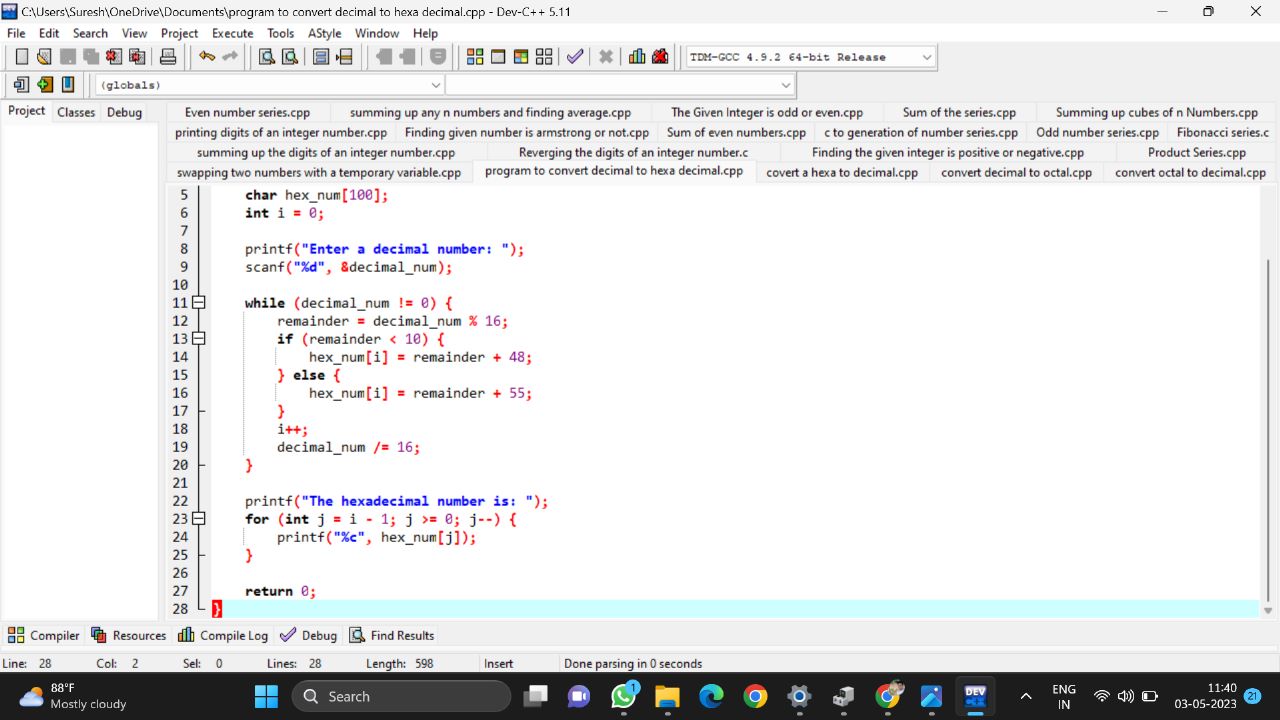 C:\Users\Suresh\OneDrive\Documents\program to convert decimal to hexa decimal.cpp - Dev-C++ 5.11
File Edit Search View Project Execute Tools AStyle Window Help
TDM-GCC 4.9.2 64-bit Release
(globals)
Project Classes Debug
Even number series.cpp summing up any n numbers and finding average.cpp The Given Integer is odd or even.cpp Sum of the series.cpp Summing up cubes of n Numbers.cpp
printing digits of an integer number.cpp Finding given number is armstrong or not.cpp Sum of even numbers.cpp c to generation of number series.cpp Odd number series.cpp Fibonacci series.c
summing up the digits of an integer number.cpp Reverging the digits of an integer number.c Finding the given integer is positive or negative.cpp Product Series.cpp
swapping two numbers with a temporary variable.cpp program to convert decimal to hexa decimal.cpp covert a hexa to decimal.cpp convert decimal to octal.cpp convert octal to decimal.cpp
5 char hex_num[100];
6 int i = 0;
7
8 printf("Enter a decimal number: ");
9 scanf("%d", &decimal_num);
10
11 while (decimal_num != 0) {
12 remainder = decimal_num % 16;
13 if (remainder < 10) {
14 hex_num[i] = remainder + 48;
15 } else {
16 hex_num[i] = remainder + 55;
17 }
18 i++;
19 decimal_num /= 16;
20 }
21
22 printf("The hexadecimal number is: ");
23 for (int j = i - 1; j >= 0; j--) {
24 printf("%c", hex_num[j]);
25 }
26
27 return 0;
28 }
Compiler Resources Compile Log Debug Find Results
Line: 28 Col: 2 Sel: 0 Lines: 28 Length: 598 Insert Done parsing in 0 seconds
88°F
Mostly cloudy
Search
1
DEV
C++
ENG
IN
11:40
03-05-2023
21